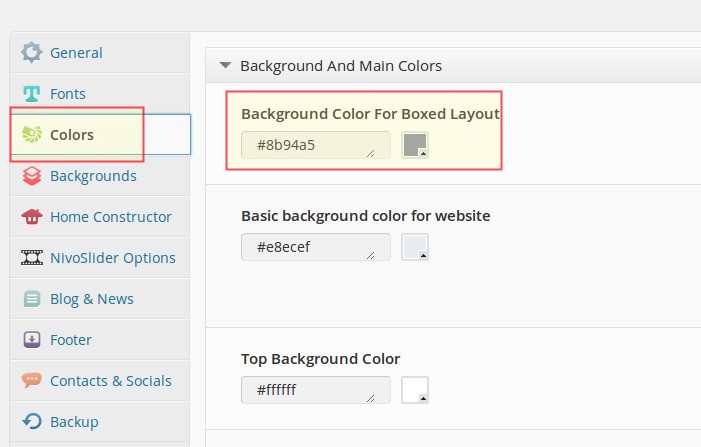 General
Fonts
Colors
Backgrounds
Home Constructor
NivoSlider Options
Blog & News
Footer
Contacts & Socials
Backup
Background And Main Colors
Background Color For Boxed Layout
#8b94a5
Basic background color for website
#e8ecef
Top Background Color
#ffffff